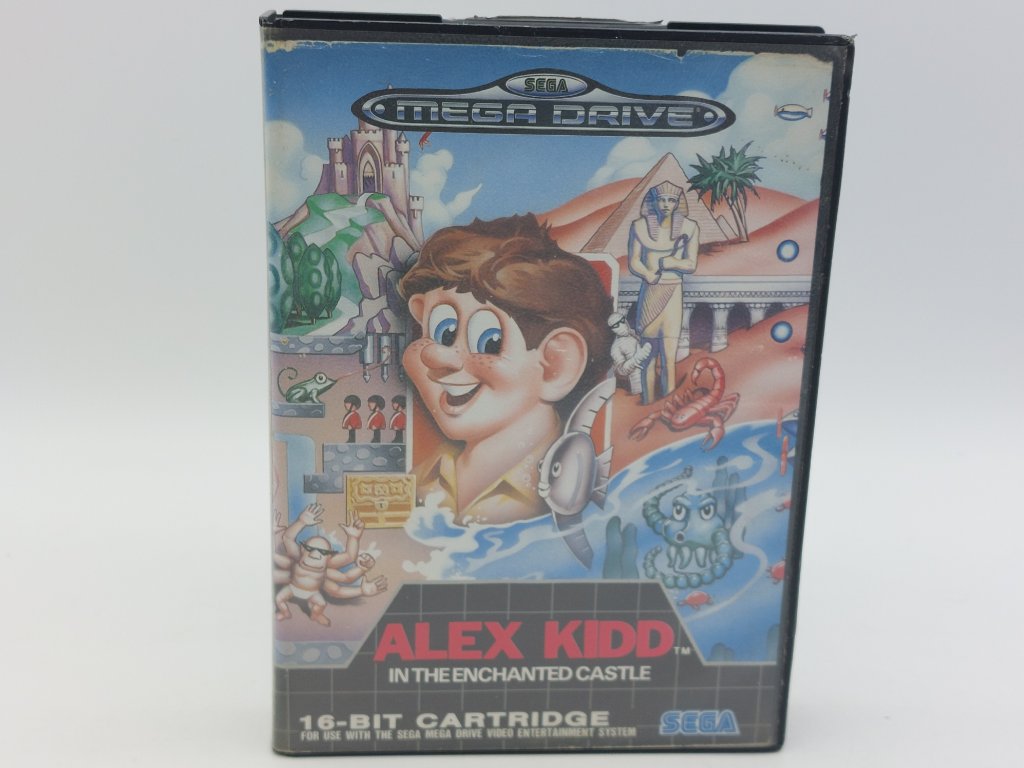 SEGA
MEGA DRIVE
ALEX KIDD™
IN THE ENCHANTED CASTLE
16-BIT CARTRIDGE
FOR USE WITH THE SEGA MEGA DRIVE VIDEO ENTERTAINMENT SYSTEM
SEGA